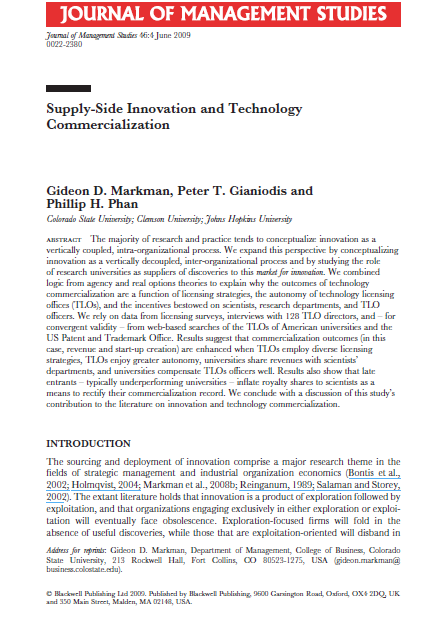 JOURNAL OF MANAGEMENT STUDIES
Journal of Management Studies 46:4 June 2009
0022-2380
Supply-Side Innovation and Technology
Commercialization
Gideon D. Markman, Peter T. Gianiodis and
Phillip H. Phan
Colorado State University; Clemson University; Johns Hopkins University
ABSTRACT The majority of research and practice tends to conceptualize innovation as a
vertically coupled, intra-organizational process. We expand this perspective by conceptualizing
innovation as a vertically decoupled, inter-organizational process and by studying the role
of research universities as suppliers of discoveries to this market for innovation. We combined
logic from agency and real options theories to explain why the outcomes of technology
commercialization are a function of licensing strategies, the autonomy of technology licensing
offices (TLOs), and the incentives bestowed on scientists, research departments, and TLO
officers. We rely on data from licensing surveys, interviews with 128 TLO directors, and – for
convergent validity – from web-based searches of the TLOs of American universities and the
US Patent and Trademark Office. Results suggest that commercialization outcomes (in this
case, revenue and start-up creation) are enhanced when TLOs employ diverse licensing
strategies, TLOs enjoy greater autonomy, universities share revenues with scientists'
departments, and universities compensate TLO officers well. Results also show that late
entrants – typically underperforming universities – inflate royalty shares to scientists as a
means to rectify their commercialization record. We conclude with a discussion of this study's
contribution to the literature on innovation and technology commercialization.
INTRODUCTION
The sourcing and deployment of innovation comprise a major research theme in the
fields of strategic management and industrial organization economics (Bontis et al.,
2002; Holmqvist, 2004; Markman et al., 2008b; Reinganum, 1989; Salaman and Storey,
2002). The extant literature holds that innovation is a product of exploration followed by
exploitation, and that organizations engaging exclusively in either exploration or exploi-
tation will eventually face obsolescence. Exploration-focused firms will fold in the
absence of useful discoveries, while those that are exploitation-oriented will disband in
Address for reprints: Gideon D. Markman, Department of Management, College of Business, Colorado
State University, 213 Rockwell Hall, Fort Collins, CO 80523-1275, USA (gideon.markman@
business.colostate.edu).
© Blackwell Publishing Ltd 2009. Published by Blackwell Publishing, 9600 Garsington Road, Oxford, OX4 2DQ, UK
and 350 Main Street, Malden, MA 02148, USA.